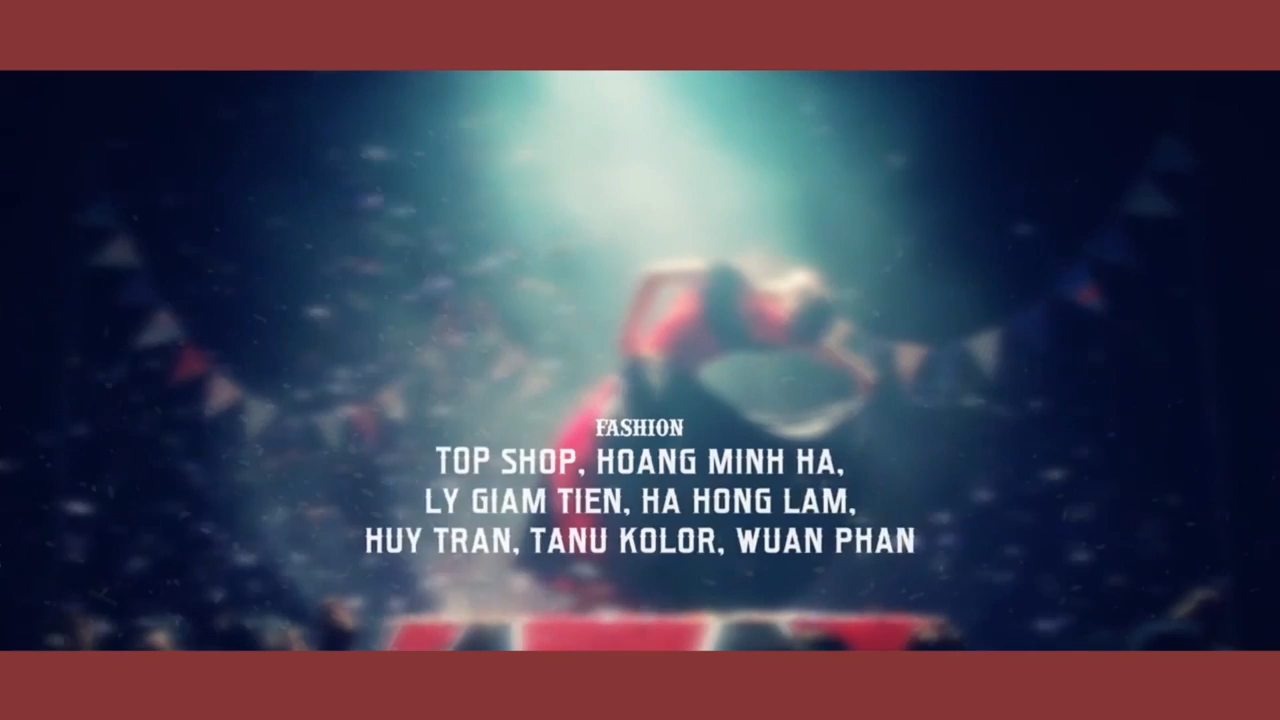 FASHION
TOP SHOP, HOANG MINH HA,
LY GIAM TIEN, HA HONG LAM,
HUY TRAN, TANU KOLOR, WUAN PHAN